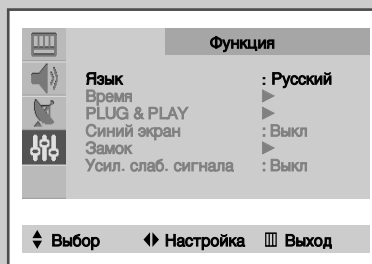 Функция
Язык : Русский
Время
PLUG & PLAY
Синий экран : Выкл
Замок
Усил. слаб. сигнала : Выкл
Выбор Настройка Выход